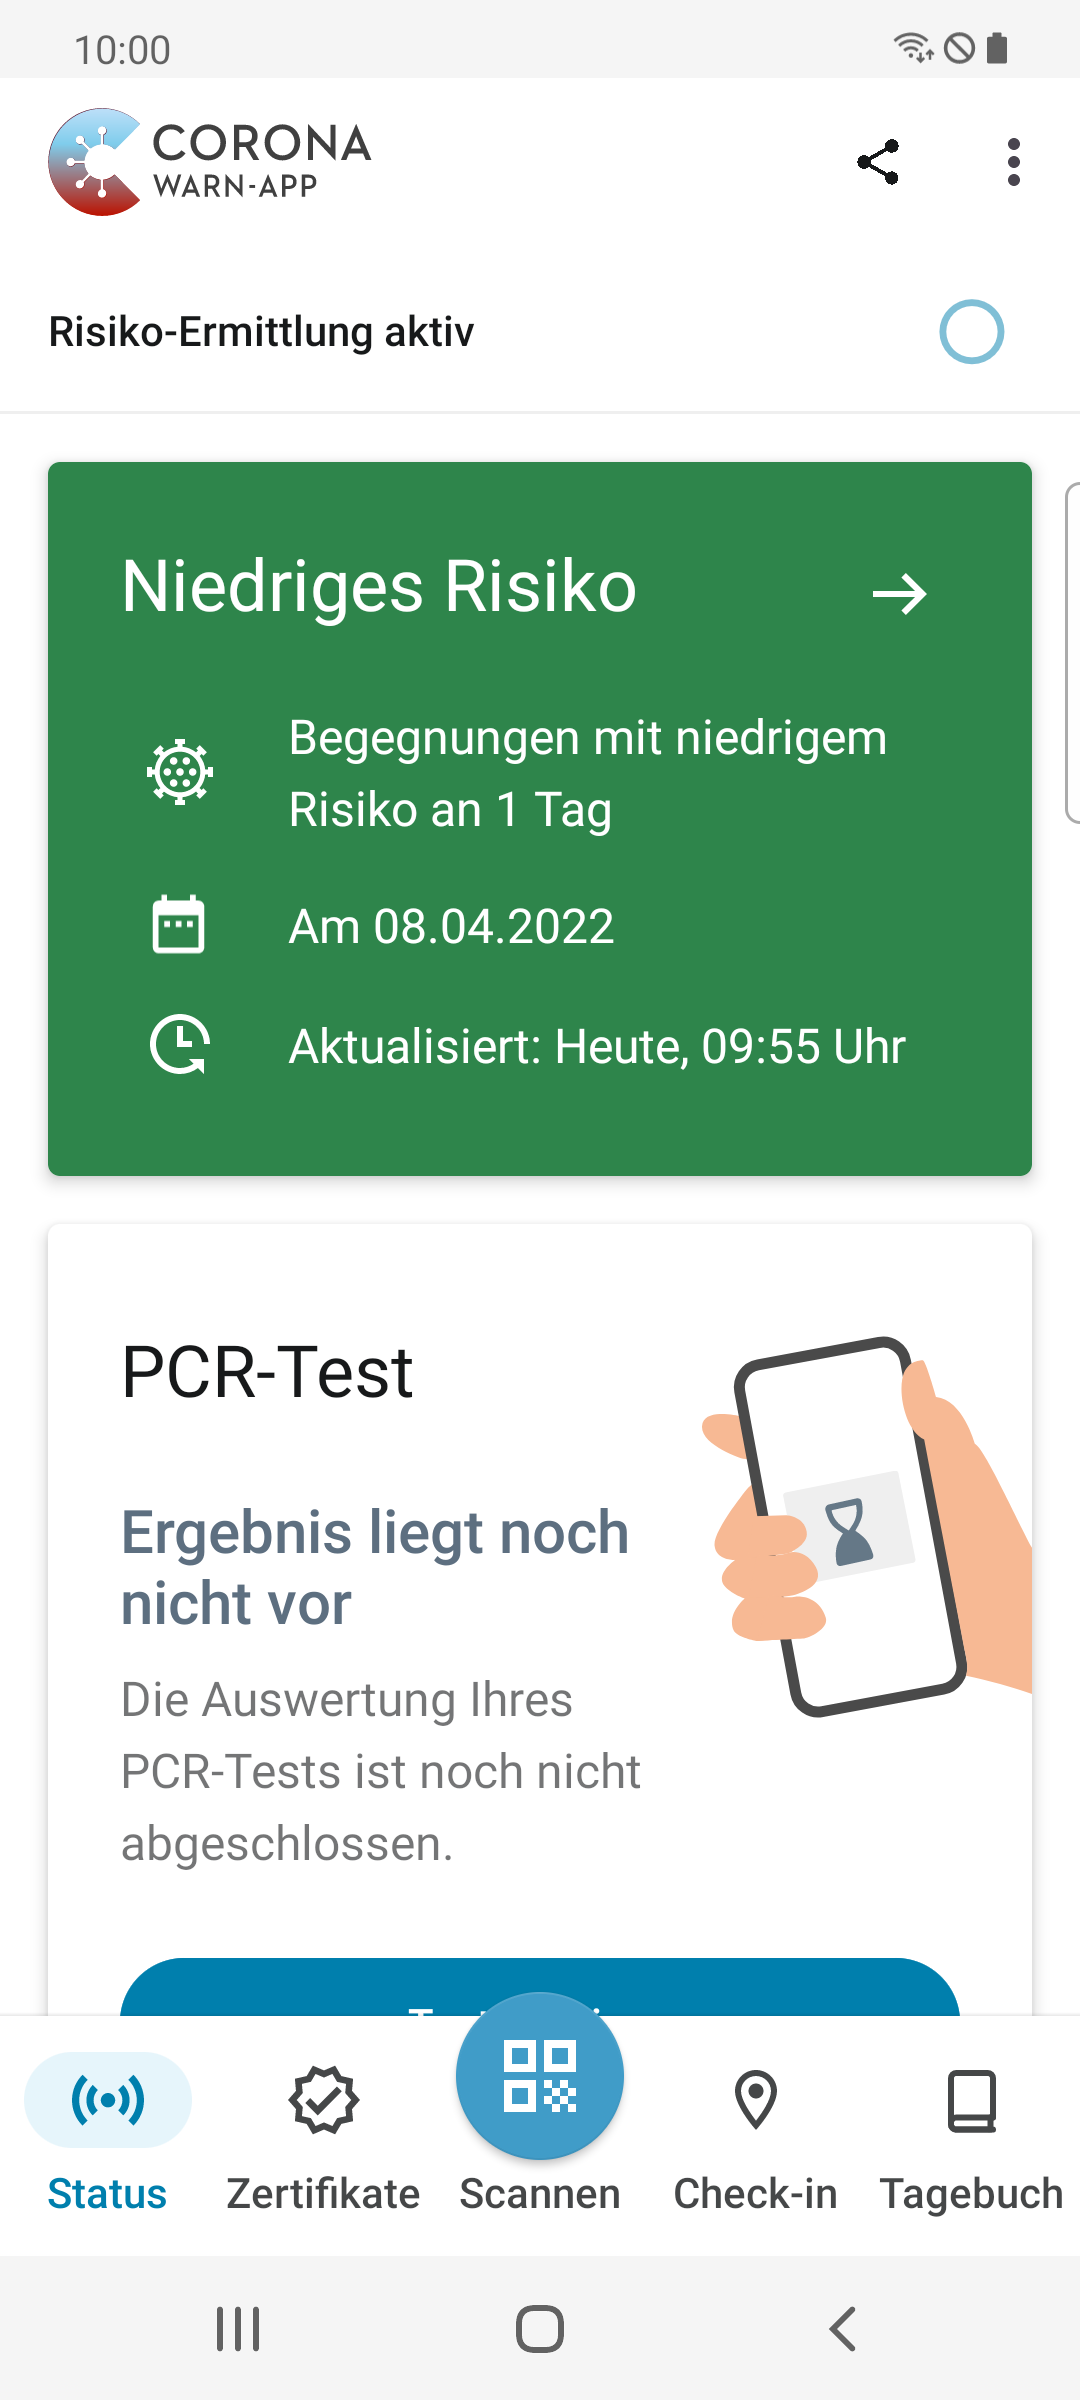 10:00
CORONA
WARN-APP
Risiko-Ermittlung aktiv
Niedriges Risiko
Begegnungen mit niedrigem
Risiko an 1 Tag
Am 08.04.2022
Aktualisiert: Heute, 09:55 Uhr
PCR-Test
Ergebnis liegt noch
nicht vor
Die Auswertung Ihres
PCR-Tests ist noch nicht
abgeschlossen.
Status
Zertifikate
Scannen
Check-in
Tagebuch